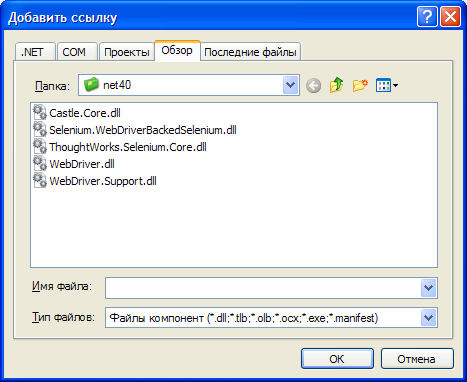 Добавить ссылку
.NET COM Проекты Обзор Последние файлы
Папка: net40
Castle.Core.dll
Selenium.WebDriverBackedSelenium.dll
ThoughtWorks.Selenium.Core.dll
WebDriver.dll
WebDriver.Support.dll
Имя файла:
Тип файлов: Файлы компонент (*.dll;*.tlb;*.olb;*.ocx;*.exe;*.manifest)
OK Отмена